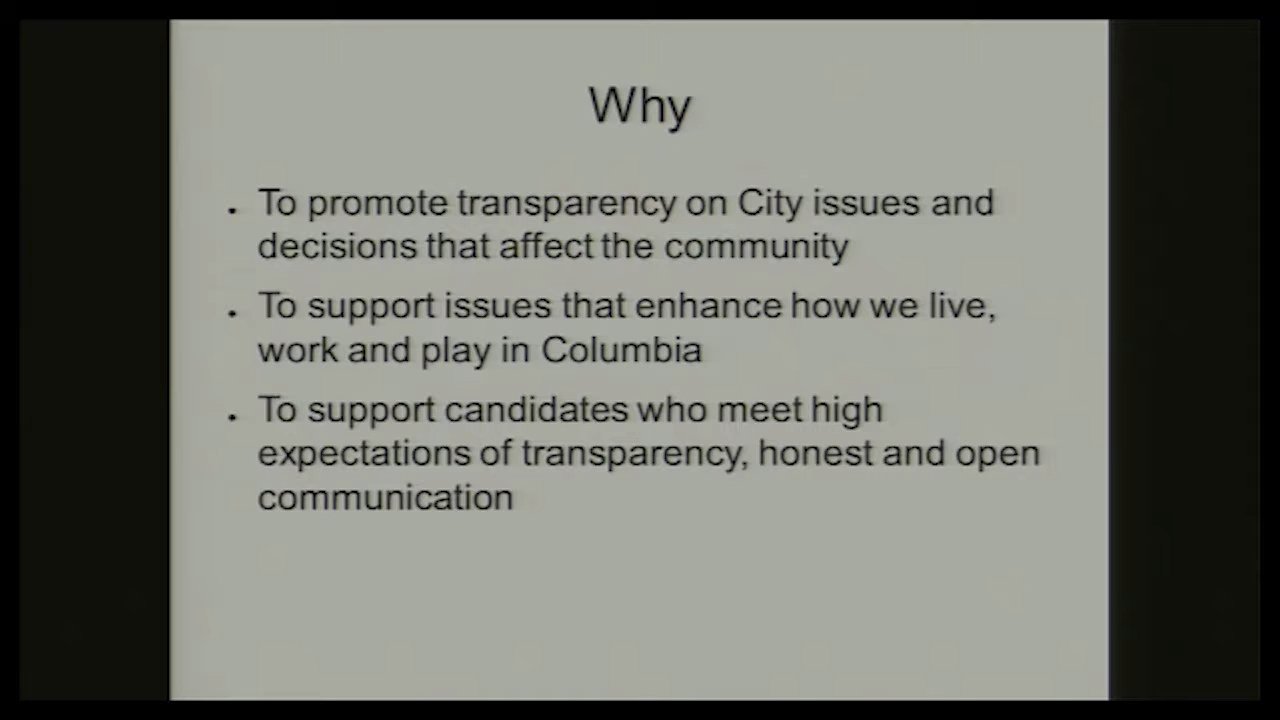 Why
. To promote transparency on City issues and
decisions that affect the community
. To support issues that enhance how we live,
work and play in Columbia
. To support candidates who meet high
expectations of transparency, honest and open
communication